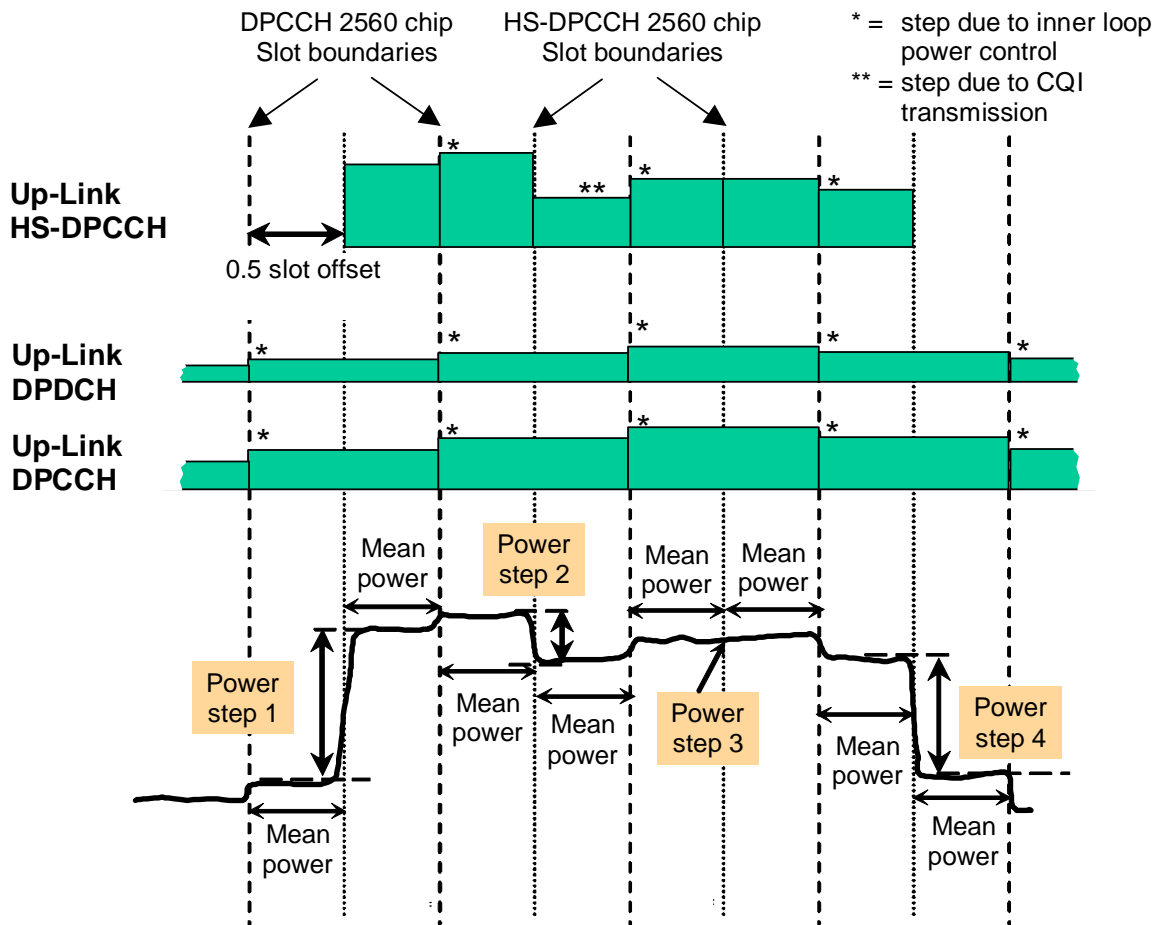 DPCCH 2560 chip
Slot boundaries
HS-DPCCH 2560 chip
Slot boundaries
* = step due to inner loop
power control
** = step due to CQI
transmission
Up-Link
HS-DPCCH
*
**
*
*
0.5 slot offset
Up-Link
DPDCH
*
*
*
*
*
Up-Link
DPCCH
*
*
*
*
*
Mean
power
Power
step 2
Mean
power
Mean
power
Power
step 1
Mean
power
Mean
power
Power
step 3
Mean
power
Power
step 4
Mean
power
Mean
power